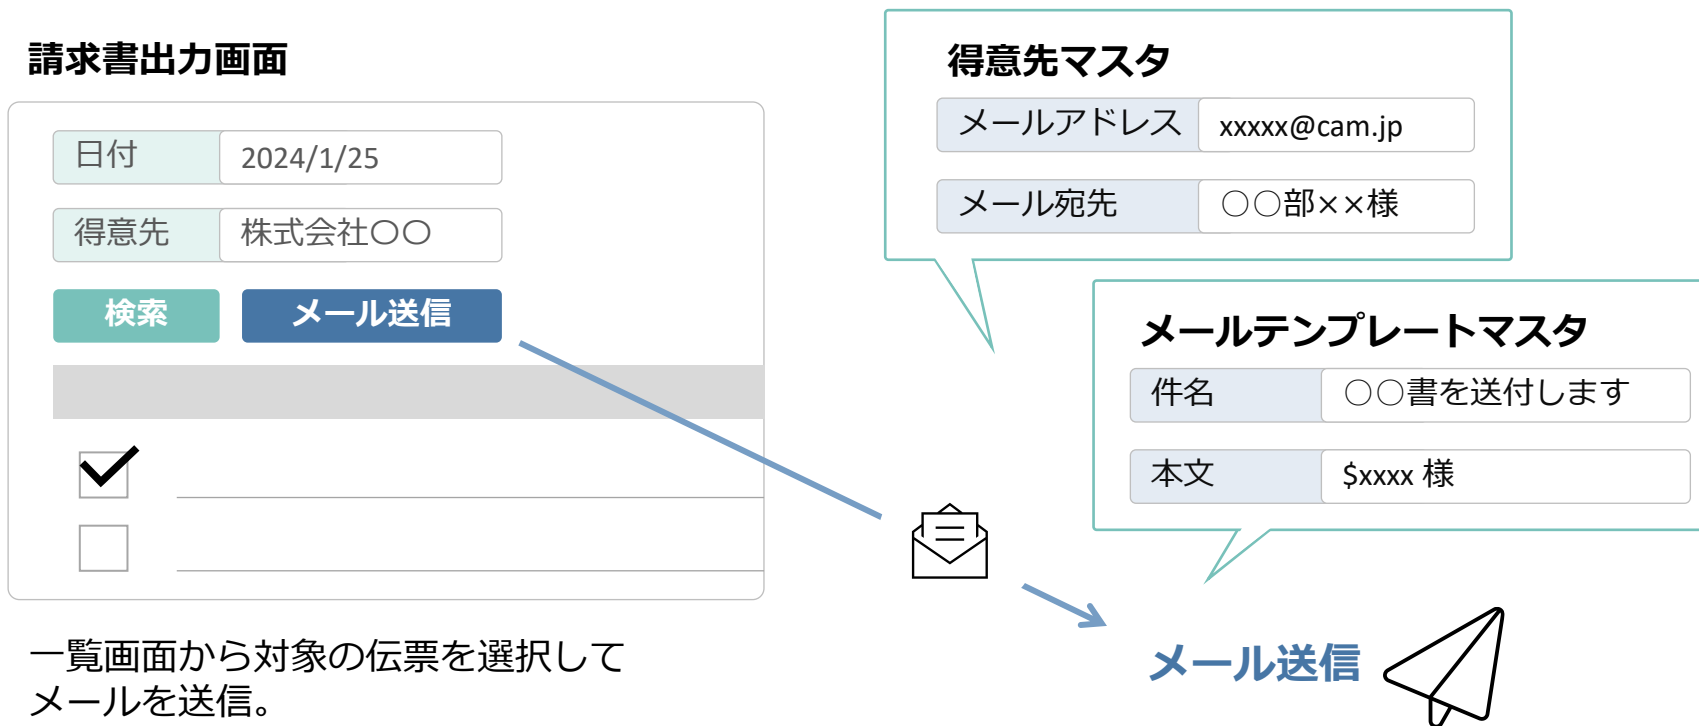 請求書出力画面
日付 2024/1/25
得意先 株式会社〇〇
検索 メール送信
一覧画面から対象の伝票を選択して
メールを送信。
得意先マスタ
メールアドレス xxxxx@cam.jp
メール宛先 ○○部××様
メールテンプレートマスタ
件名 ○○書を送付します
本文 $xxxx 様
メール送信